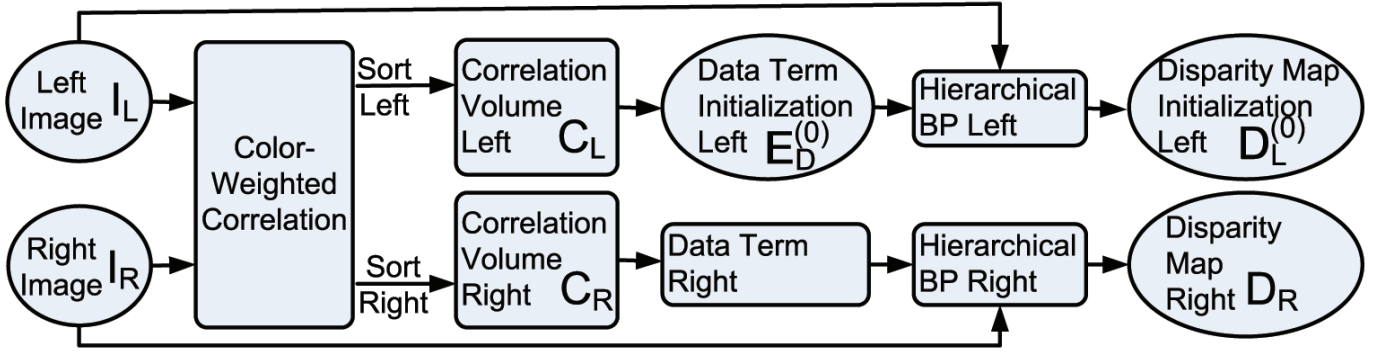 Left
Image I_L
Right
Image I_R
Color-
Weighted
Correlation
Sort
Left
Sort
Right
Correlation
Volume
Left C_L
Correlation
Volume
Right C_R
Data Term
Initialization
Left E_D^(0)
Data Term
Right
Hierarchical
BP Left
Hierarchical
BP Right
Disparity Map
Initialization
Left D_L^(0)
Disparity
Map
Right D_R